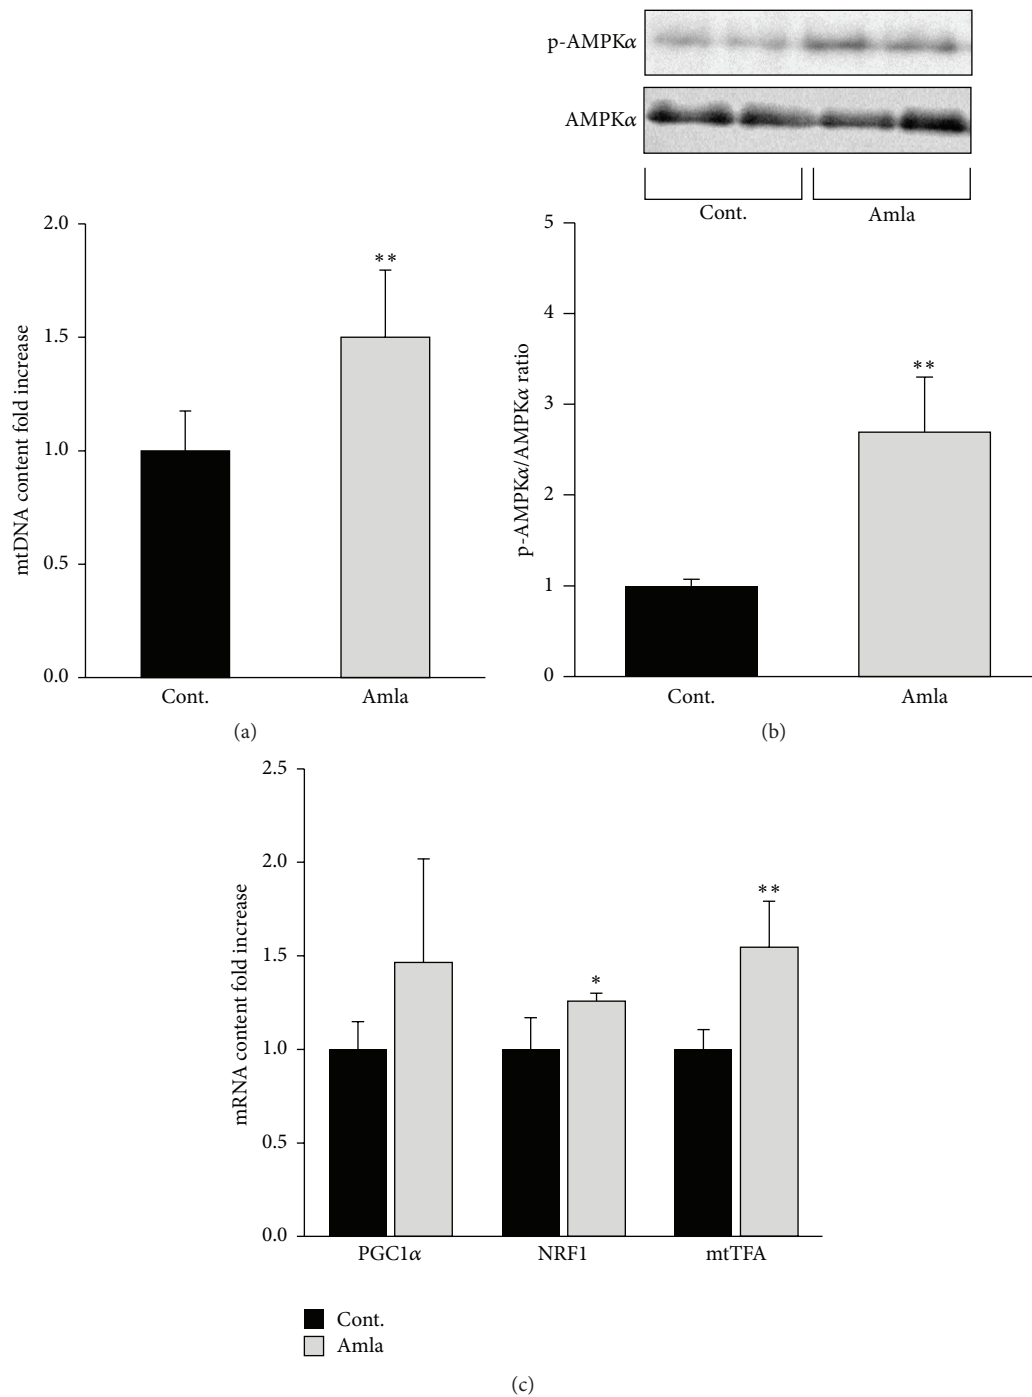 p-AMPKα
AMPKα
Cont.
Amla
mtDNA content fold increase
2.0
1.5
1.0
0.5
0.0
**
Cont.
Amla
(a)
p-AMPKα/AMPKα ratio
5
4
3
2
1
0
**
Cont.
Amla
(b)
mRNA content fold increase
2.5
2.0
1.5
1.0
0.5
0.0
*
**
PGC1α
NRF1
mtTFA
Cont.
Amla
(c)